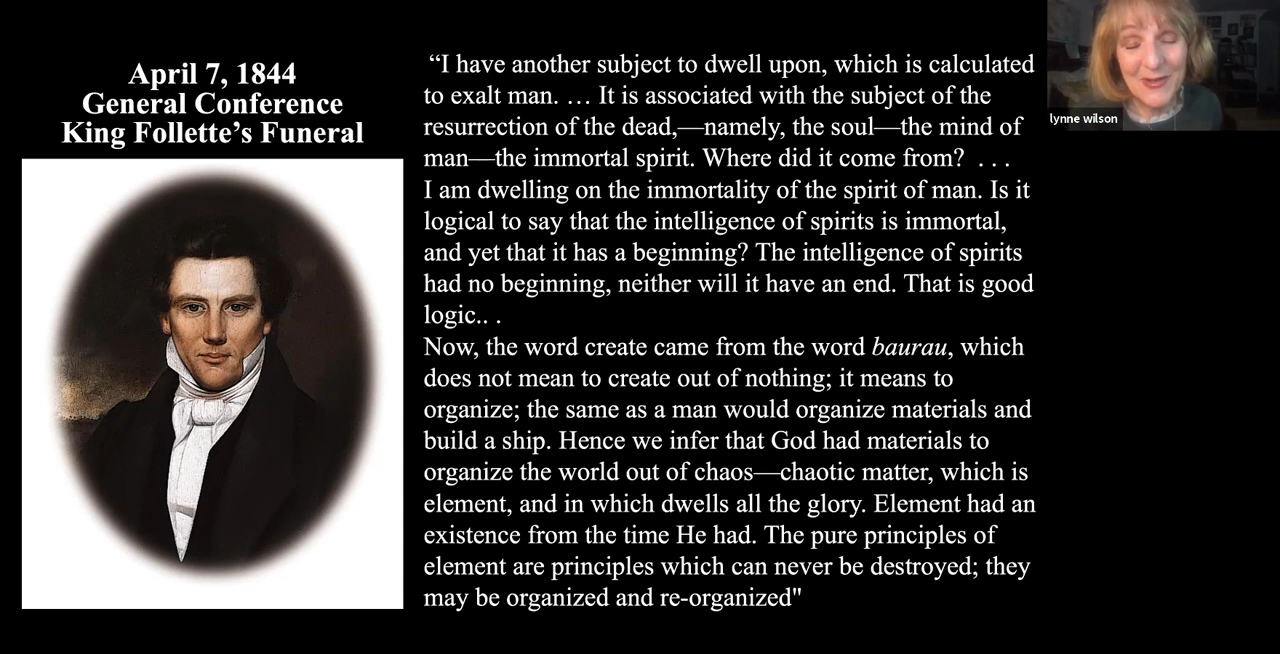 April 7, 1844
General Conference
King Follette’s Funeral
“I have another subject to dwell upon, which is calculated
to exalt man. … It is associated with the subject of the
resurrection of the dead,—namely, the soul—the mind of
man—the immortal spirit. Where did it come from?  . . .
I am dwelling on the immortality of the spirit of man. Is it
logical to say that the intelligence of spirits is immortal,
and yet that it has a beginning? The intelligence of spirits
had no beginning, neither will it have an end. That is good
logic.. .
Now, the word create came from the word baurau, which
does not mean to create out of nothing; it means to
organize; the same as a man would organize materials and
build a ship. Hence we infer that God had materials to
organize the world out of chaos—chaotic matter, which is
element, and in which dwells all the glory. Element had an
existence from the time He had. The pure principles of
element are principles which can never be destroyed; they
may be organized and re-organized"
lynne wilson